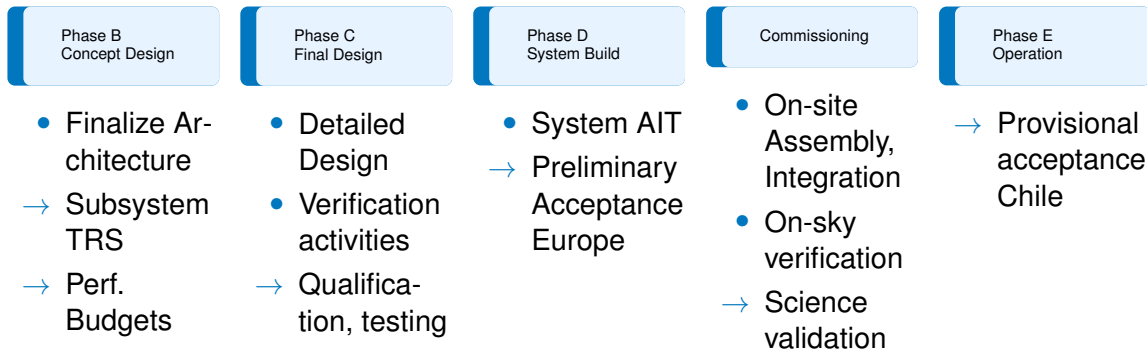 Phase B
Concept Design
• Finalize Ar-
chitecture
→ Subsystem
TRS
→ Perf.
Budgets
Phase C
Final Design
• Detailed
Design
• Verification
activities
→ Qualifica-
tion, testing
Phase D
System Build
• System AIT
→ Preliminary
Acceptance
Europe
Commissioning
• On-site
Assembly,
Integration
• On-sky
verification
→ Science
validation
Phase E
Operation
→ Provisional
acceptance
Chile